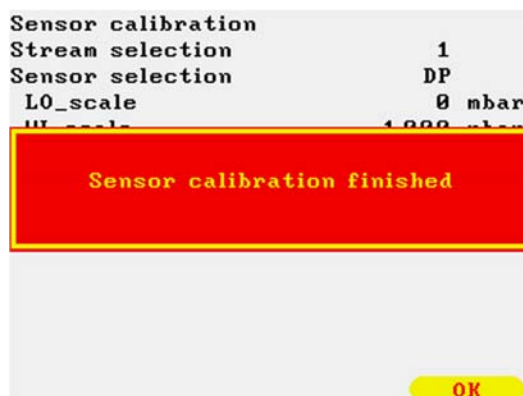 Sensor calibration
Stream selection 1
Sensor selection DP
LO_scale 0 mbar
Sensor calibration finished
OK